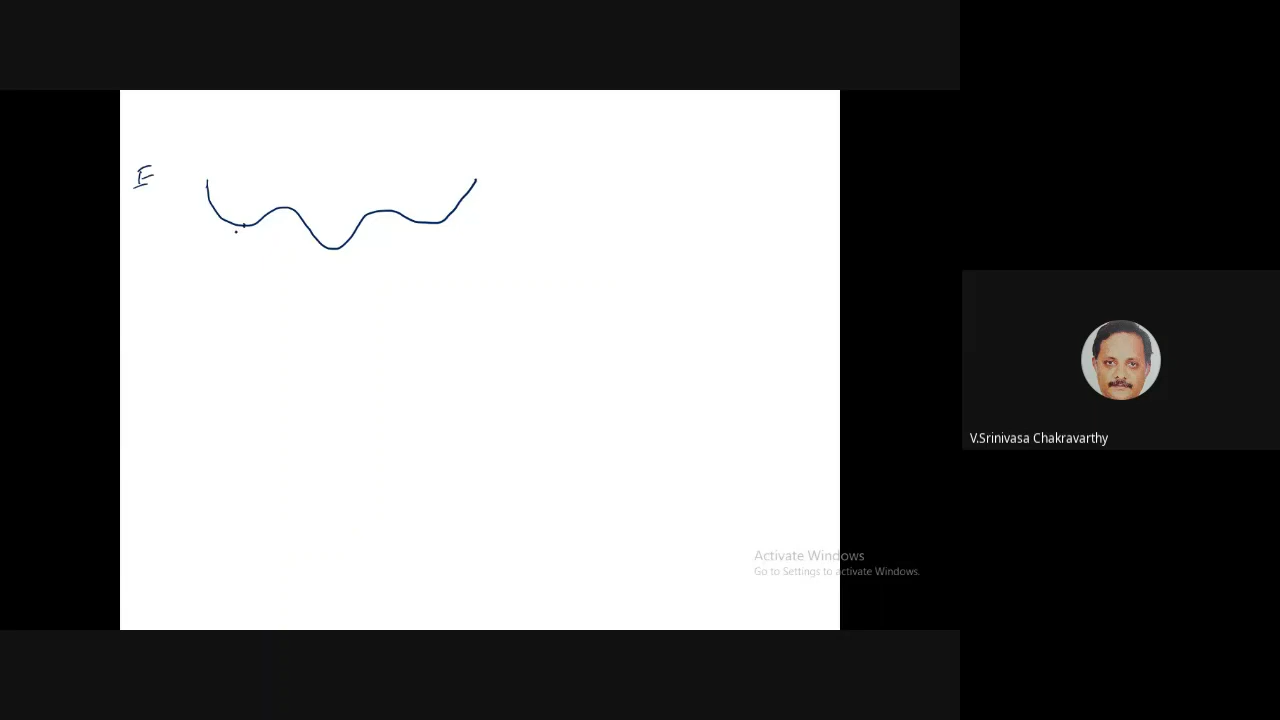 E
V.Srinivasa Chakravarthy
Activate Windows
Go to Settings to activate Windows.